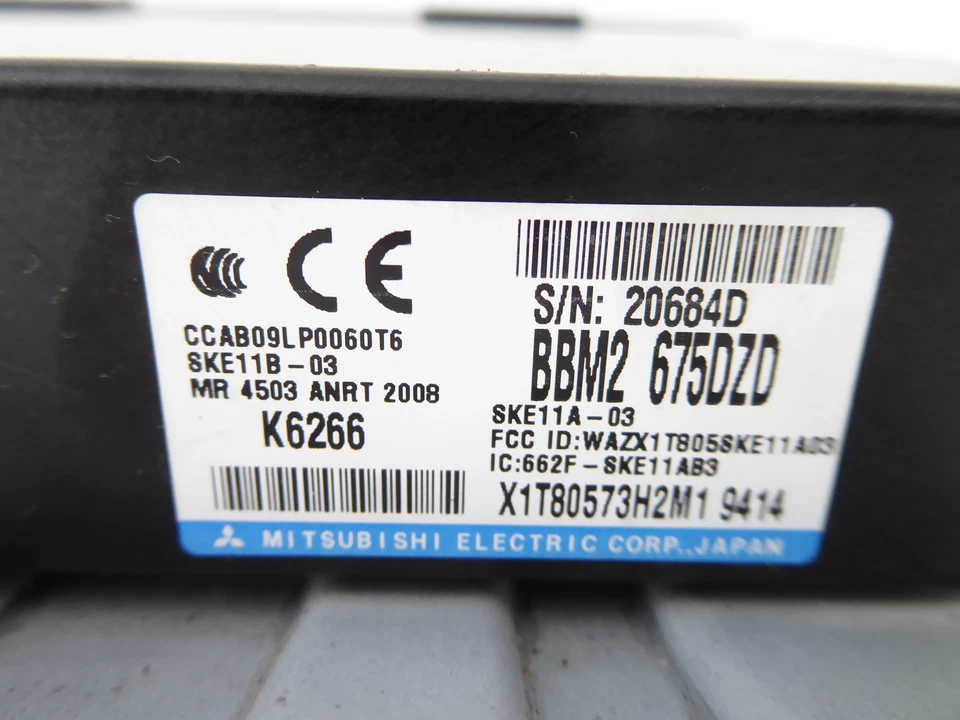 CE
CCAB09LP0060T6
SKE11B-03
MR 4503 ANRT 2008
K6266
S/N: 20684D
BBM2 675DZD
SKE11A-03
FCC ID:WAZX1T805SKE11A03
IC:662F-SKE11AB3
X1T80573H2M1 9414
MITSUBISHI ELECTRIC CORP.,JAPAN